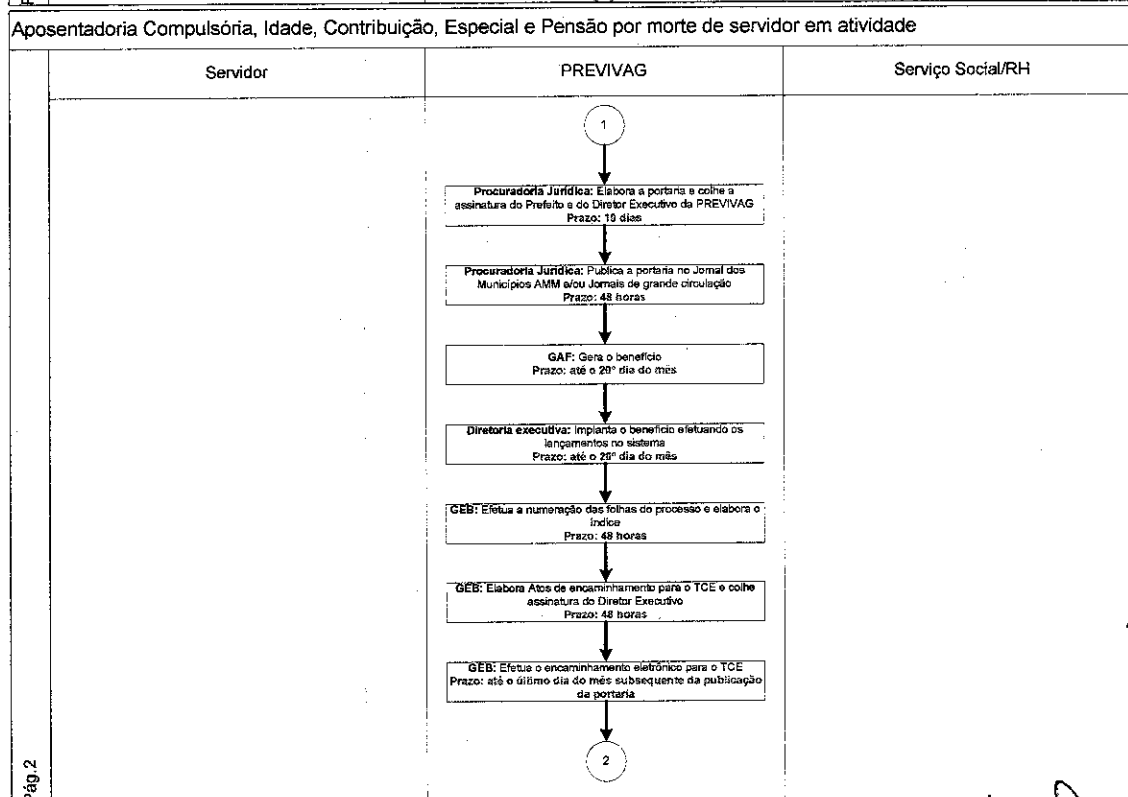 Aposentadoria Compulsória, Idade, Contribuição, Especial e Pensão por morte de servidor em atividade
Servidor
PREVIVAG
Serviço Social/RH
1
Procuradoria Jurídica: Elabora a portaria e colhe a
assinatura do Prefeito e do Diretor Executivo da PREVIVAG
Prazo: 10 dias
Procuradoria Jurídica: Publica a portaria no Jornal dos
Municípios AMM e/ou Jornais de grande circulação
Prazo: 48 horas
GAF: Gera o benefício
Prazo: até o 20º dia do mês
Diretoria executiva: Implanta o benefício efetuando os
lançamentos no sistema
Prazo: até o 20º dia do mês
GEB: Efetua a numeração das folhas do processo e elabora o
índice
Prazo: 48 horas
GEB: Elabora Atos de encaminhamento para o TCE e colhe
assinatura do Diretor Executivo
Prazo: 48 horas
GEB: Efetua o encaminhamento eletrônico para o TCE
Prazo: até o último dia do mês subsequente da publicação
da portaria
2
Pág.2